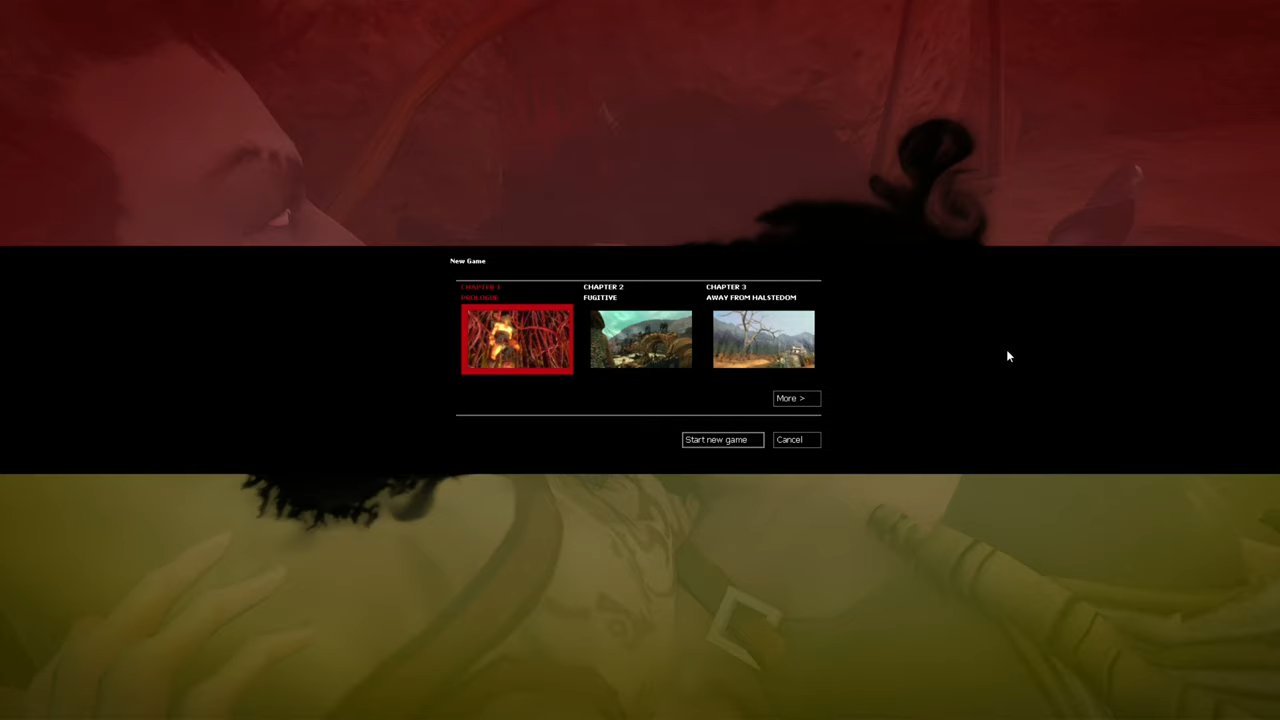 New Game
CHAPTER 1
PROLOGUE
CHAPTER 2
FUGITIVE
CHAPTER 3
AWAY FROM HALSTEDOM
More >
Start new game
Cancel